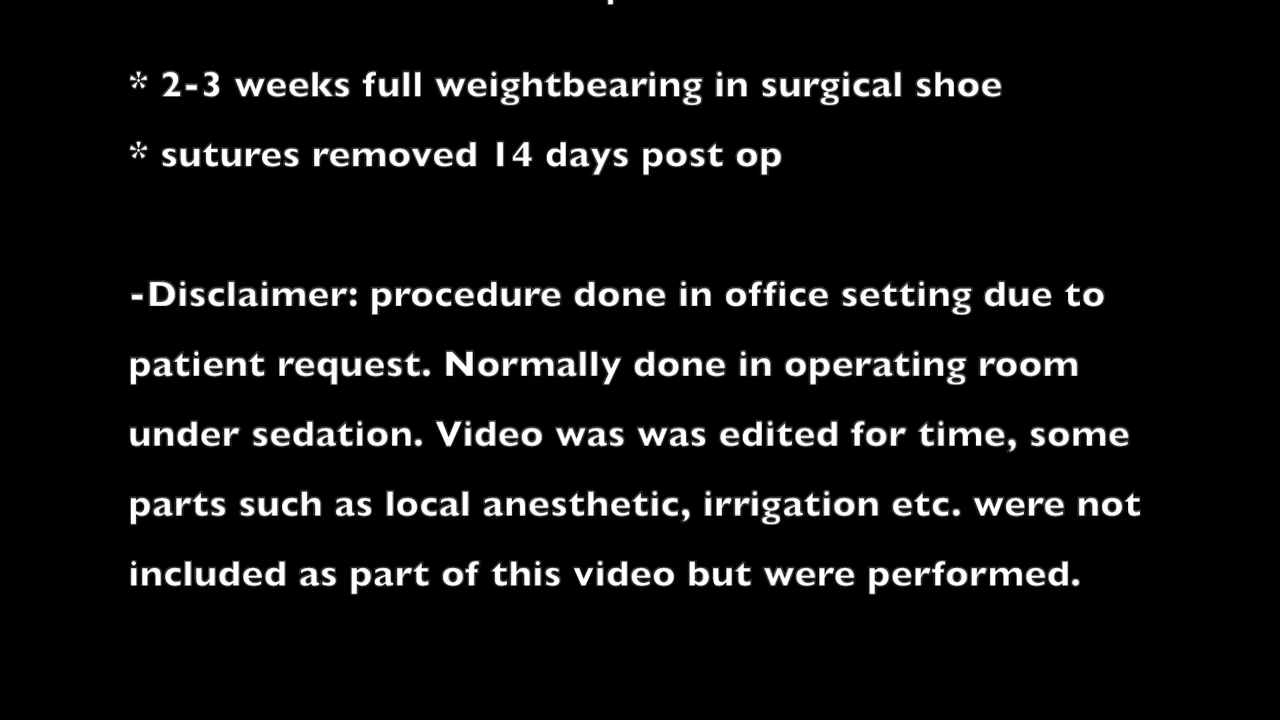 * 2-3 weeks full weightbearing in surgical shoe
* sutures removed 14 days post op
-Disclaimer: procedure done in office setting due to
patient request. Normally done in operating room
under sedation. Video was was edited for time, some
parts such as local anesthetic, irrigation etc. were not
included as part of this video but were performed.